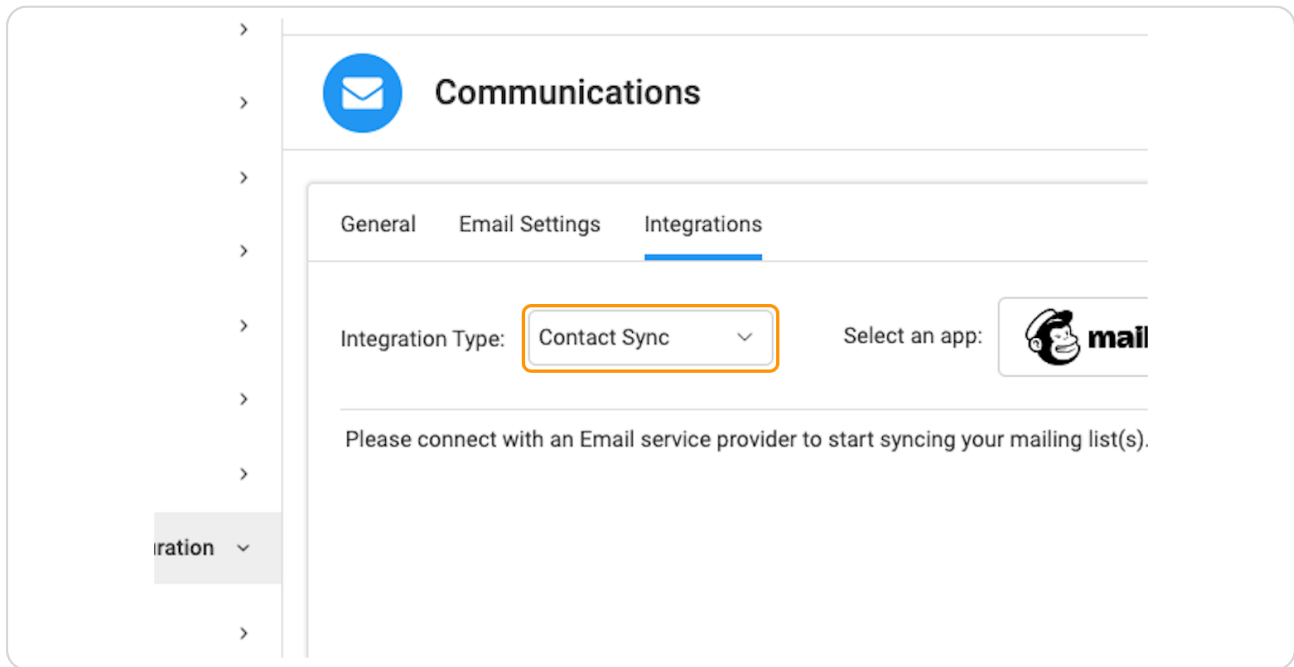 Communications
General Email Settings Integrations
Integration Type: Contact Sync Select an app: mail
Please connect with an Email service provider to start syncing your mailing list(s).
uration